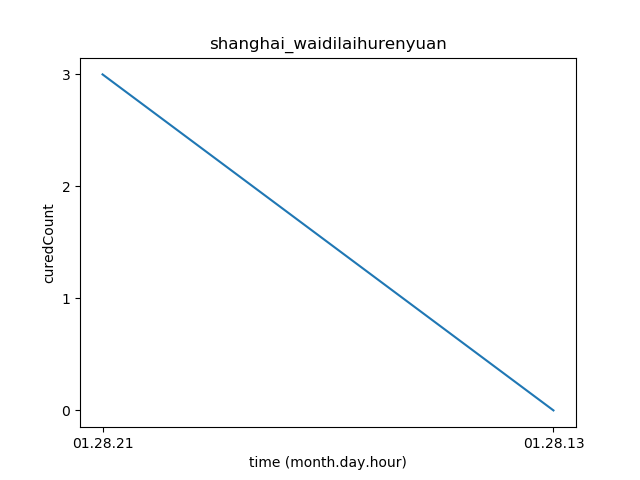 shanghai_waidilaihurenyuan
curedCount
3
2
1
0
01.28.21 01.28.13
time (month.day.hour)